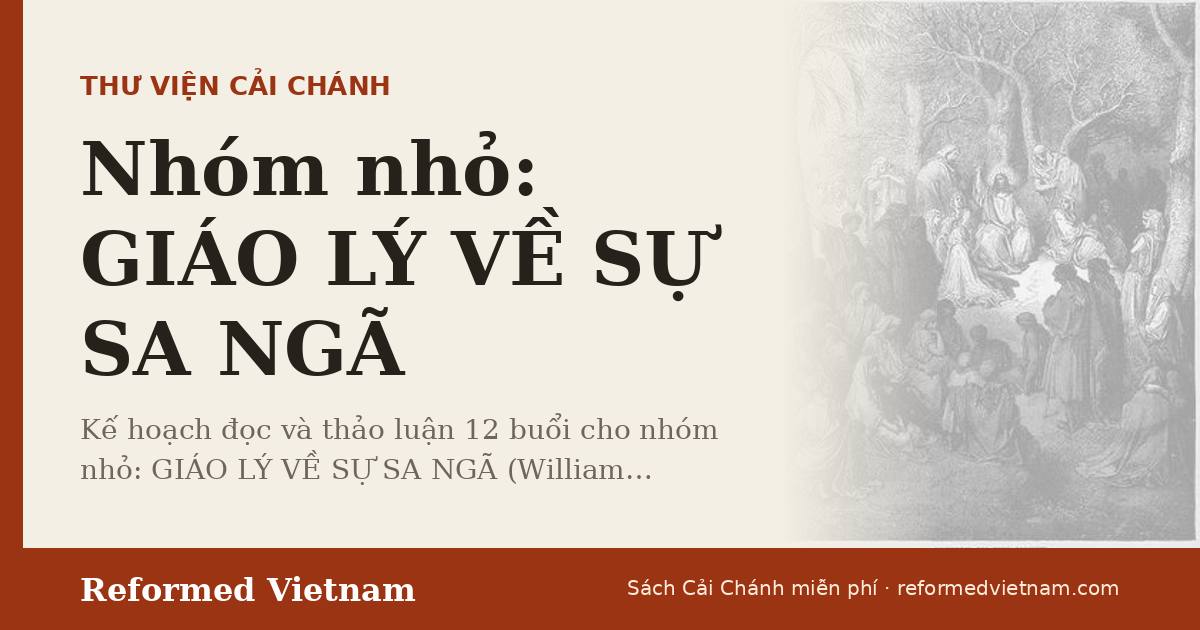 THƯ VIỆN CẢI CHÁNH
Nhóm nhỏ:
GIÁO LÝ VỀ SỰ
SA NGÃ
Kế hoạch đọc và thảo luận 12 buổi cho nhóm
nhỏ: GIÁO LÝ VỀ SỰ SA NGÃ (William...
Reformed Vietnam
Sách Cải Chánh miễn phí · reformedvietnam.com